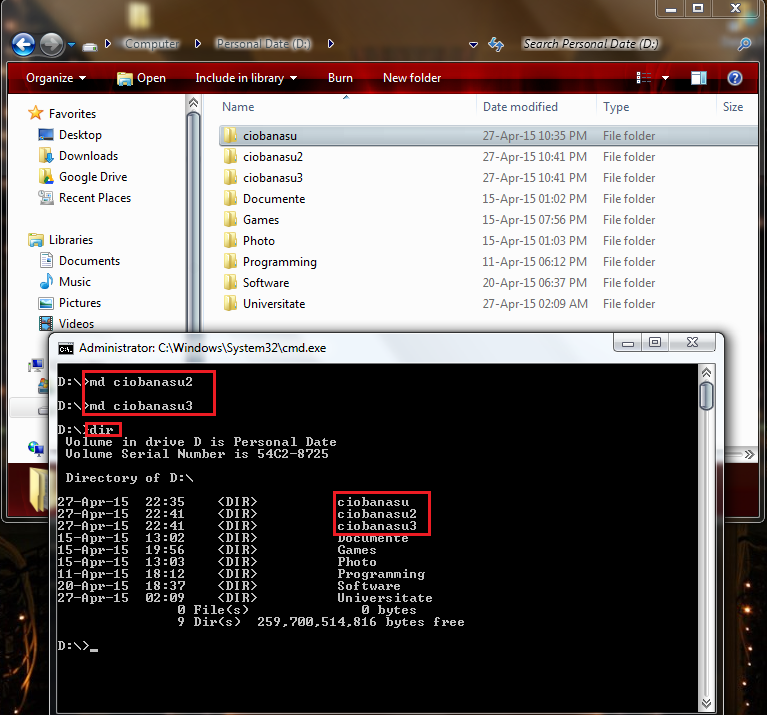 Computer Personal Date (D:) Search Personal Date (D:)
Organize Open Include in library Burn New folder
Favorites
Desktop
Downloads
Google Drive
Recent Places
Libraries
Documents
Music
Pictures
Videos
Name Date modified Type Size
ciobanasu 27-Apr-15 10:35 PM File folder
ciobanasu2 27-Apr-15 10:41 PM File folder
ciobanasu3 27-Apr-15 10:41 PM File folder
Documente 15-Apr-15 01:02 PM File folder
Games 15-Apr-15 07:56 PM File folder
Photo 15-Apr-15 01:03 PM File folder
Programming 11-Apr-15 06:12 PM File folder
Software 20-Apr-15 06:37 PM File folder
Universitate 27-Apr-15 02:09 AM File folder
Administrator: C:\Windows\System32\cmd.exe
D:\>md ciobanasu2
D:\>md ciobanasu3
D:\>dir
Volume in drive D is Personal Date
Volume Serial Number is 54C2-8725
Directory of D:\
27-Apr-15 22:35 <DIR> ciobanasu
27-Apr-15 22:41 <DIR> ciobanasu2
27-Apr-15 22:41 <DIR> ciobanasu3
15-Apr-15 13:02 <DIR> Documente
15-Apr-15 19:56 <DIR> Games
15-Apr-15 13:03 <DIR> Photo
11-Apr-15 18:12 <DIR> Programming
20-Apr-15 18:37 <DIR> Software
27-Apr-15 02:09 <DIR> Universitate
0 File(s) 0 bytes
9 Dir(s) 259,700,514,816 bytes free
D:\>_